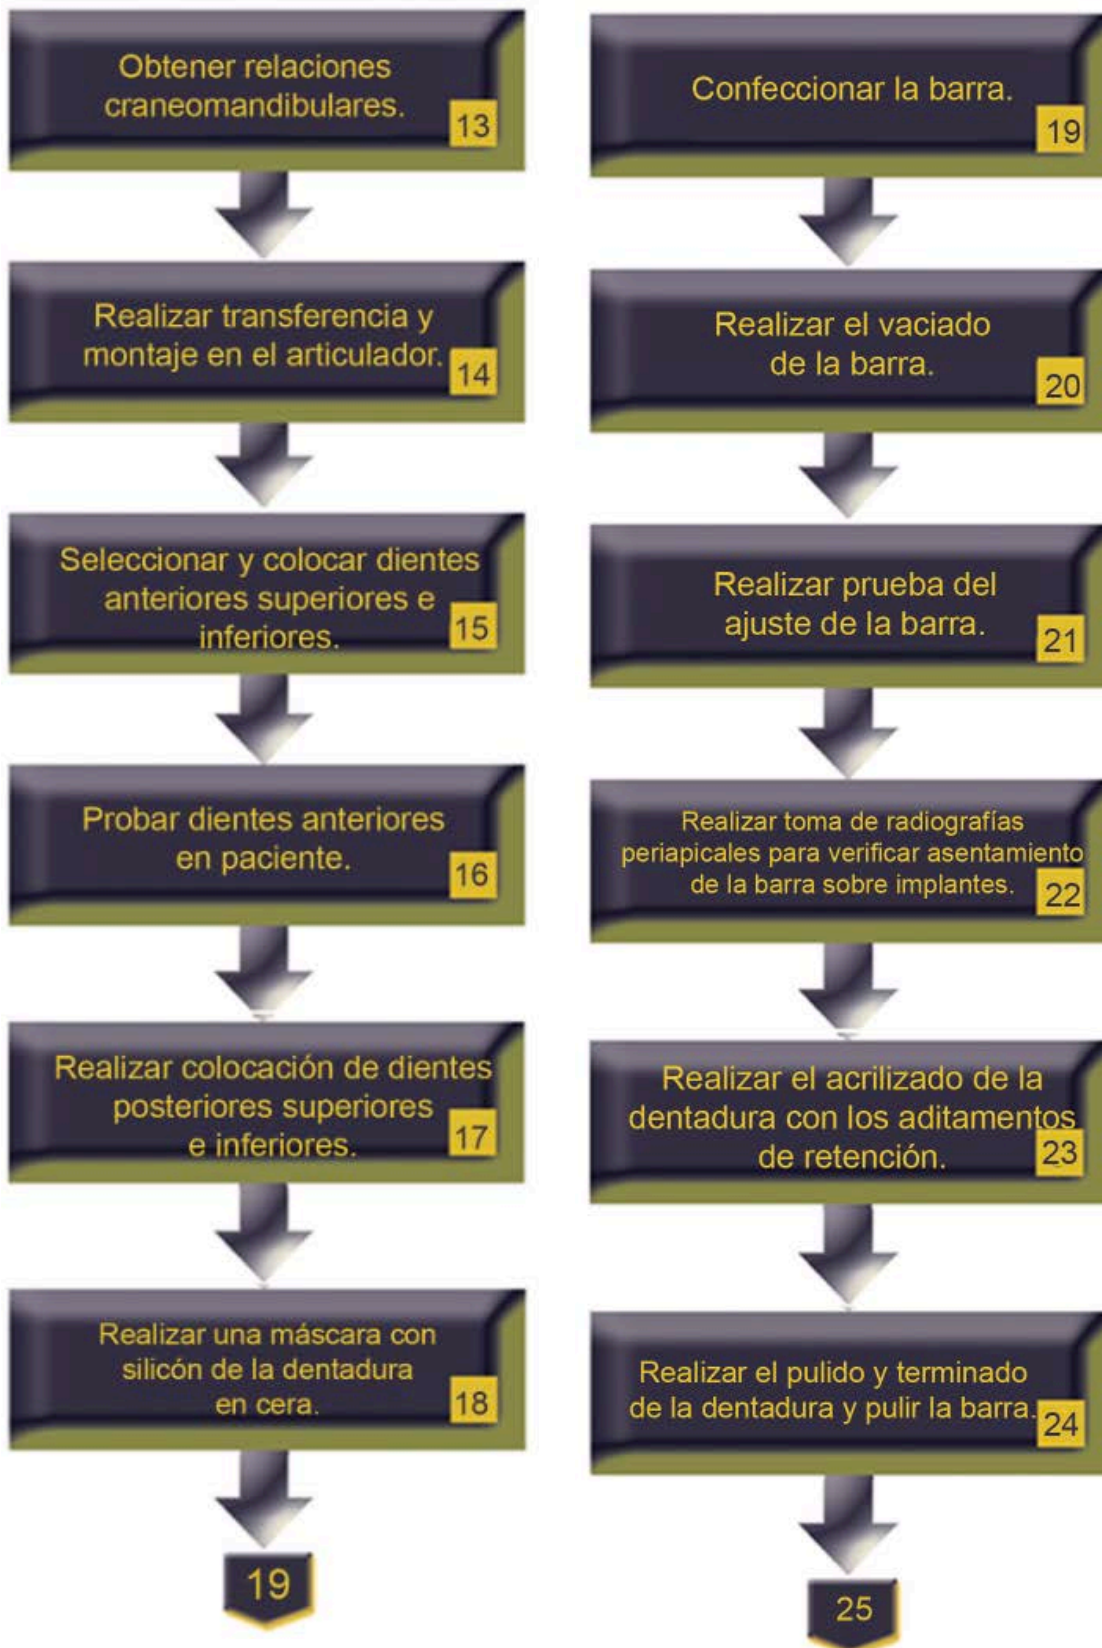 Obtener relaciones
craneomandibulares.
13
Realizar transferencia y
montaje en el articulador.
14
Seleccionar y colocar dientes
anteriores superiores e
inferiores.
15
Probar dientes anteriores
en paciente.
16
Realizar colocación de dientes
posteriores superiores
e inferiores.
17
Realizar una máscara con
silicón de la dentadura
en cera.
18
19
Confeccionar la barra.
19
Realizar el vaciado
de la barra.
20
Realizar prueba del
ajuste de la barra.
21
Realizar toma de radiografías
periapicales para verificar asentamiento
de la barra sobre implantes.
22
Realizar el acrilizado de la
dentadura con los aditamentos
de retención.
23
Realizar el pulido y terminado
de la dentadura y pulir la barra.
24
25